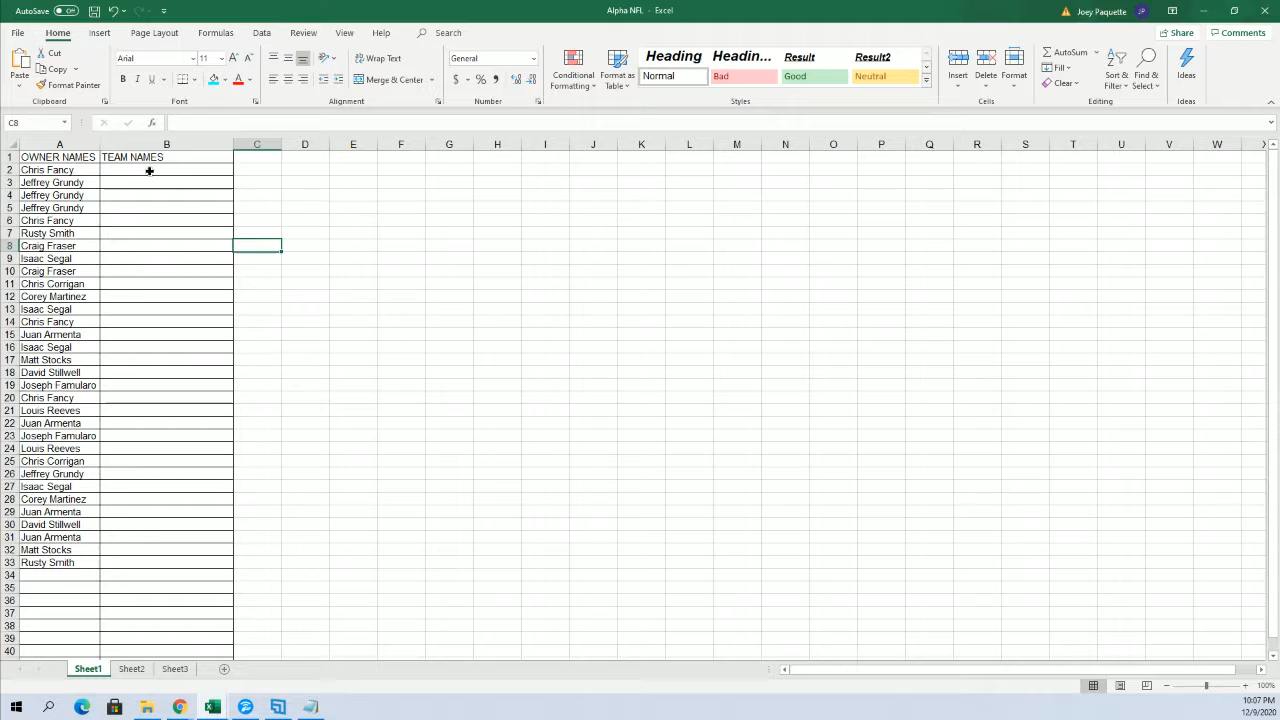 AutoSave Off Alpha NFL - Excel Joey Paquette JP
File Home Insert Page Layout Formulas Data Review View Help Search Share Comments
Paste Cut Copy Format Painter Clipboard
Arial 11 A A B I U A Font
Wrap Text Merge & Center Alignment
General $ % Number
Conditional Formatting Format as Table
Heading Headin... Result Result2
Normal Bad Good Neutral
Styles
Insert Delete Format Cells
AutoSum Fill Clear Sort & Filter Find & Select Editing
Ideas Ideas
C8 fx
A B C D E F G H I J K L M N O P Q R S T U V W X
1 OWNER NAMES TEAM NAMES
2 Chris Fancy
3 Jeffrey Grundy
4 Jeffrey Grundy
5 Jeffrey Grundy
6 Chris Fancy
7 Rusty Smith
8 Craig Fraser
9 Isaac Segal
10 Craig Fraser
11 Chris Corrigan
12 Corey Martinez
13 Isaac Segal
14 Chris Fancy
15 Juan Armenta
16 Isaac Segal
17 Matt Stocks
18 David Stillwell
19 Joseph Famularo
20 Chris Fancy
21 Louis Reeves
22 Juan Armenta
23 Joseph Famularo
24 Louis Reeves
25 Chris Corrigan
26 Jeffrey Grundy
27 Isaac Segal
28 Corey Martinez
29 Juan Armenta
30 David Stillwell
31 Juan Armenta
32 Matt Stocks
33 Rusty Smith
34
35
36
37
38
39
40
Sheet1 Sheet2 Sheet3
100%
10:07 PM
12/9/2020